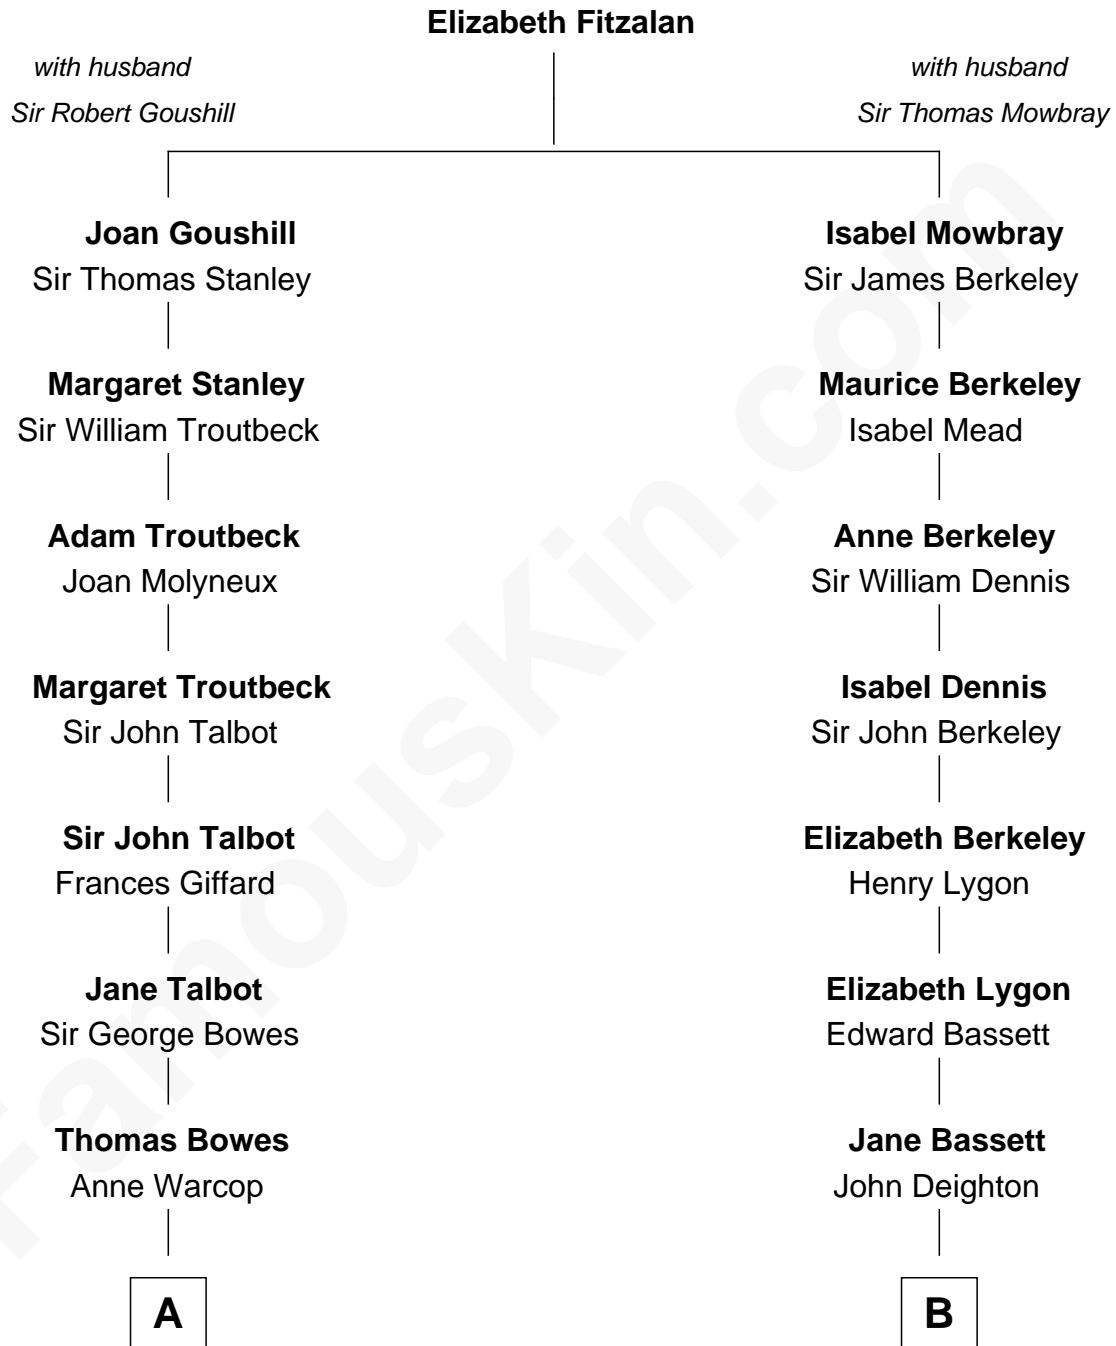 Elizabeth Fitzalan
with husband
Sir Robert Goushill
with husband
Sir Thomas Mowbray
Joan Goushill
Sir Thomas Stanley
Isabel Mowbray
Sir James Berkeley
Margaret Stanley
Sir William Troutbeck
Maurice Berkeley
Isabel Mead
Adam Troutbeck
Joan Molyneux
Anne Berkeley
Sir William Dennis
Margaret Troutbeck
Sir John Talbot
Isabel Dennis
Sir John Berkeley
Sir John Talbot
Frances Giffard
Elizabeth Berkeley
Henry Lygon
Jane Talbot
Sir George Bowes
Elizabeth Lygon
Edward Bassett
Thomas Bowes
Anne Warcop
Jane Bassett
John Deighton
A
B
FamousKin.com